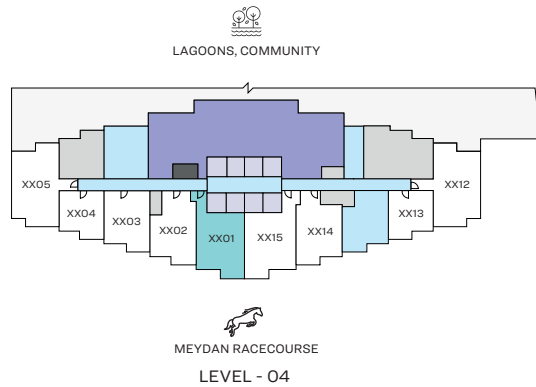 LAGOONS, COMMUNITY
XX05
XX12
XX04
XX03
XX02
XX01
XX15
XX14
XX13
MEYDAN RACECOURSE
LEVEL - 04